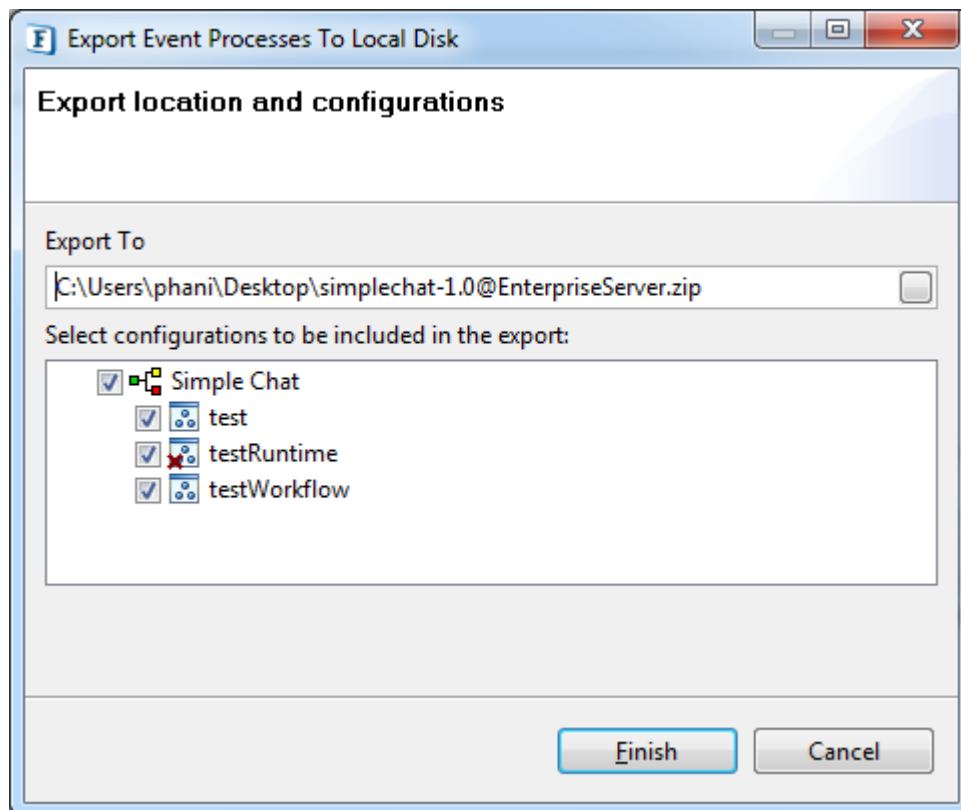 Export Event Processes To Local Disk
Export location and configurations
Export To
C:\Users\phani\Desktop\simplechat-1.0@EnterpriseServer.zip
Select configurations to be included in the export:
Simple Chat
test
testRuntime
testWorkflow
Finish Cancel